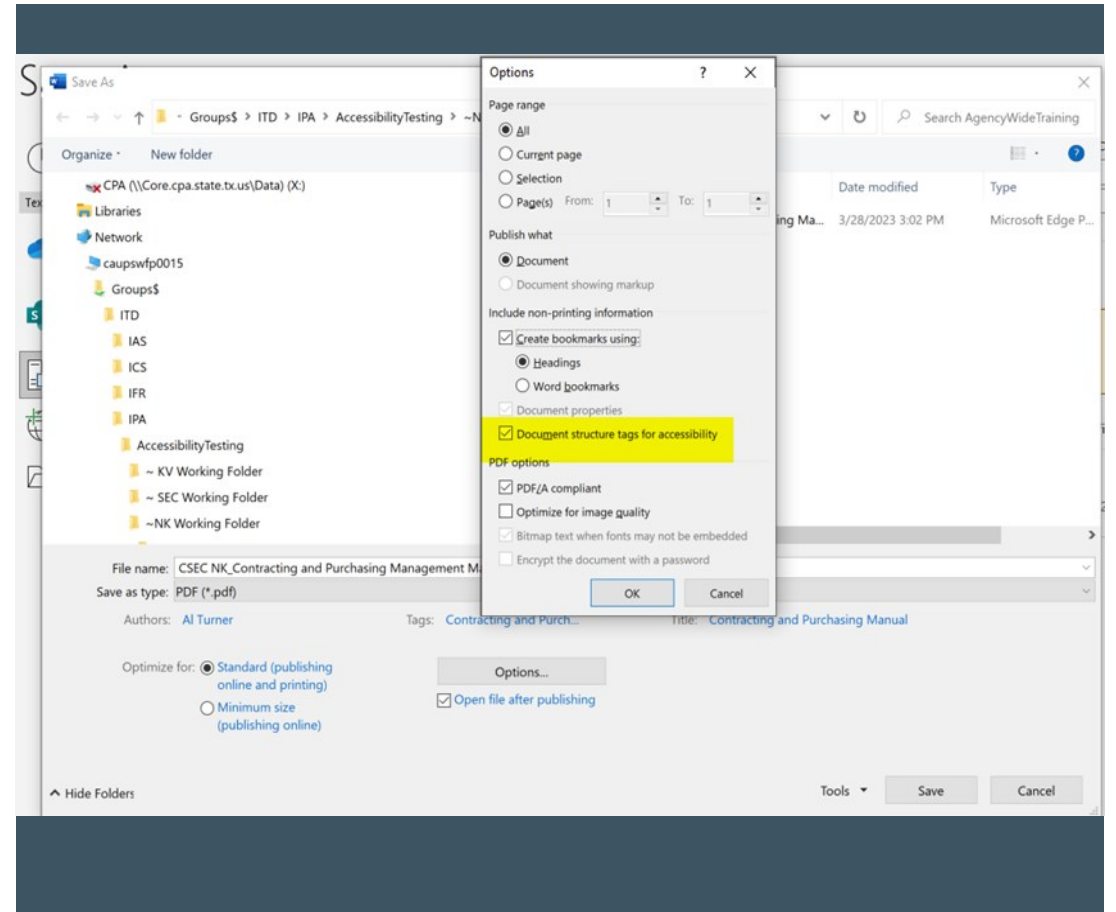 Save As
Groups$ > ITD > IPA > AccessibilityTesting > ~N
Search AgencyWideTraining
Organize
New folder
CPA (\\Core.cpa.state.tx.us\Data) (X:)
Libraries
Network
caupswfp0015
Groups$
ITD
IAS
ICS
IFR
IPA
AccessibilityTesting
~ KV Working Folder
~ SEC Working Folder
~NK Working Folder
Date modified
Type
ing Ma...
3/28/2023 3:02 PM
Microsoft Edge P...
Options
?
Page range
All
Current page
Selection
Page(s) From: 1 To: 1
Publish what
Document
Document showing markup
Include non-printing information
Create bookmarks using:
Headings
Word bookmarks
Document properties
Document structure tags for accessibility
PDF options
PDF/A compliant
Optimize for image quality
Bitmap text when fonts may not be embedded
Encrypt the document with a password
OK
Cancel
File name: CSEC NK_Contracting and Purchasing Management M
Save as type: PDF (*.pdf)
Authors: Al Turner
Tags: Contracting and Purch...
Title: Contracting and Purchasing Manual
Optimize for: Standard (publishing
online and printing)
Minimum size
(publishing online)
Options...
Open file after publishing
Hide Folders
Tools
Save
Cancel